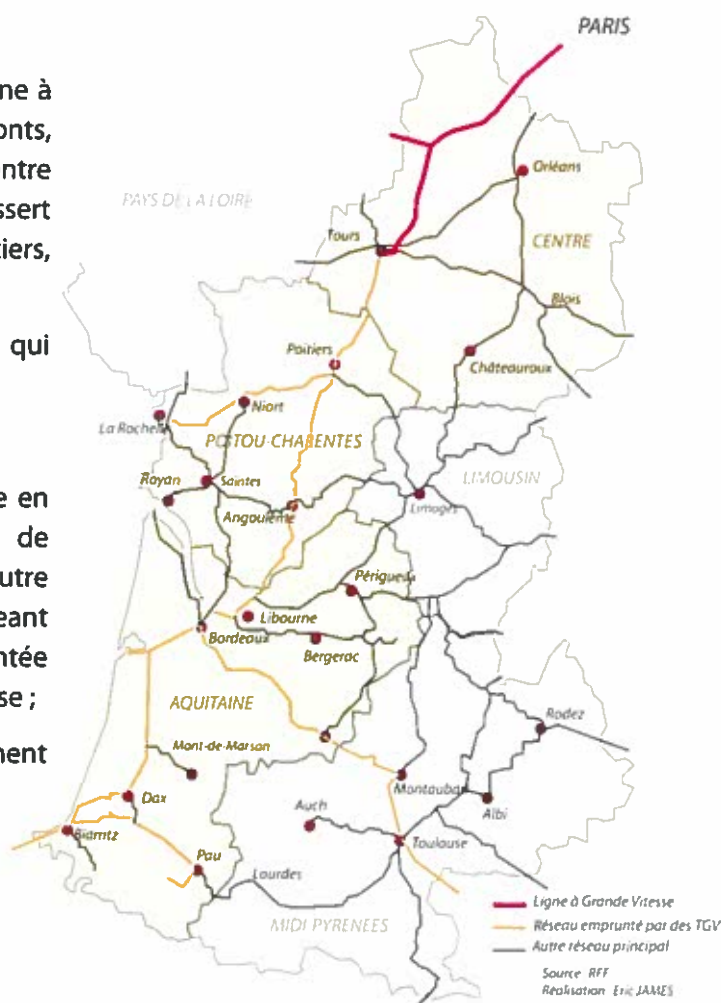 ne à
onts,
ntre
ssert
iers,
qui
e en
de
utre
eant
ntée
se ;
nent
PARIS
Orléans
PAYS DE LA LOIRE
Tours
CENTRE
Blois
Poitiers
Châteauroux
Niort
La Rochelle
POITOU-CHARENTES
LIMOUSIN
Royan
Saintes
Angoulême
Limoges
Périgueux
Libourne
Bordeaux
Bergerac
AQUITAINE
Rodez
Mont-de-Marsan
Montauban
Dax
Auch
Albi
Biarritz
Toulouse
Pau
Lourdes
MIDI PYRENEES
Ligne à Grande Vitesse
Réseau emprunté par des TGV
Autre réseau principal
Source RFF
Réalisation Eric JAMES